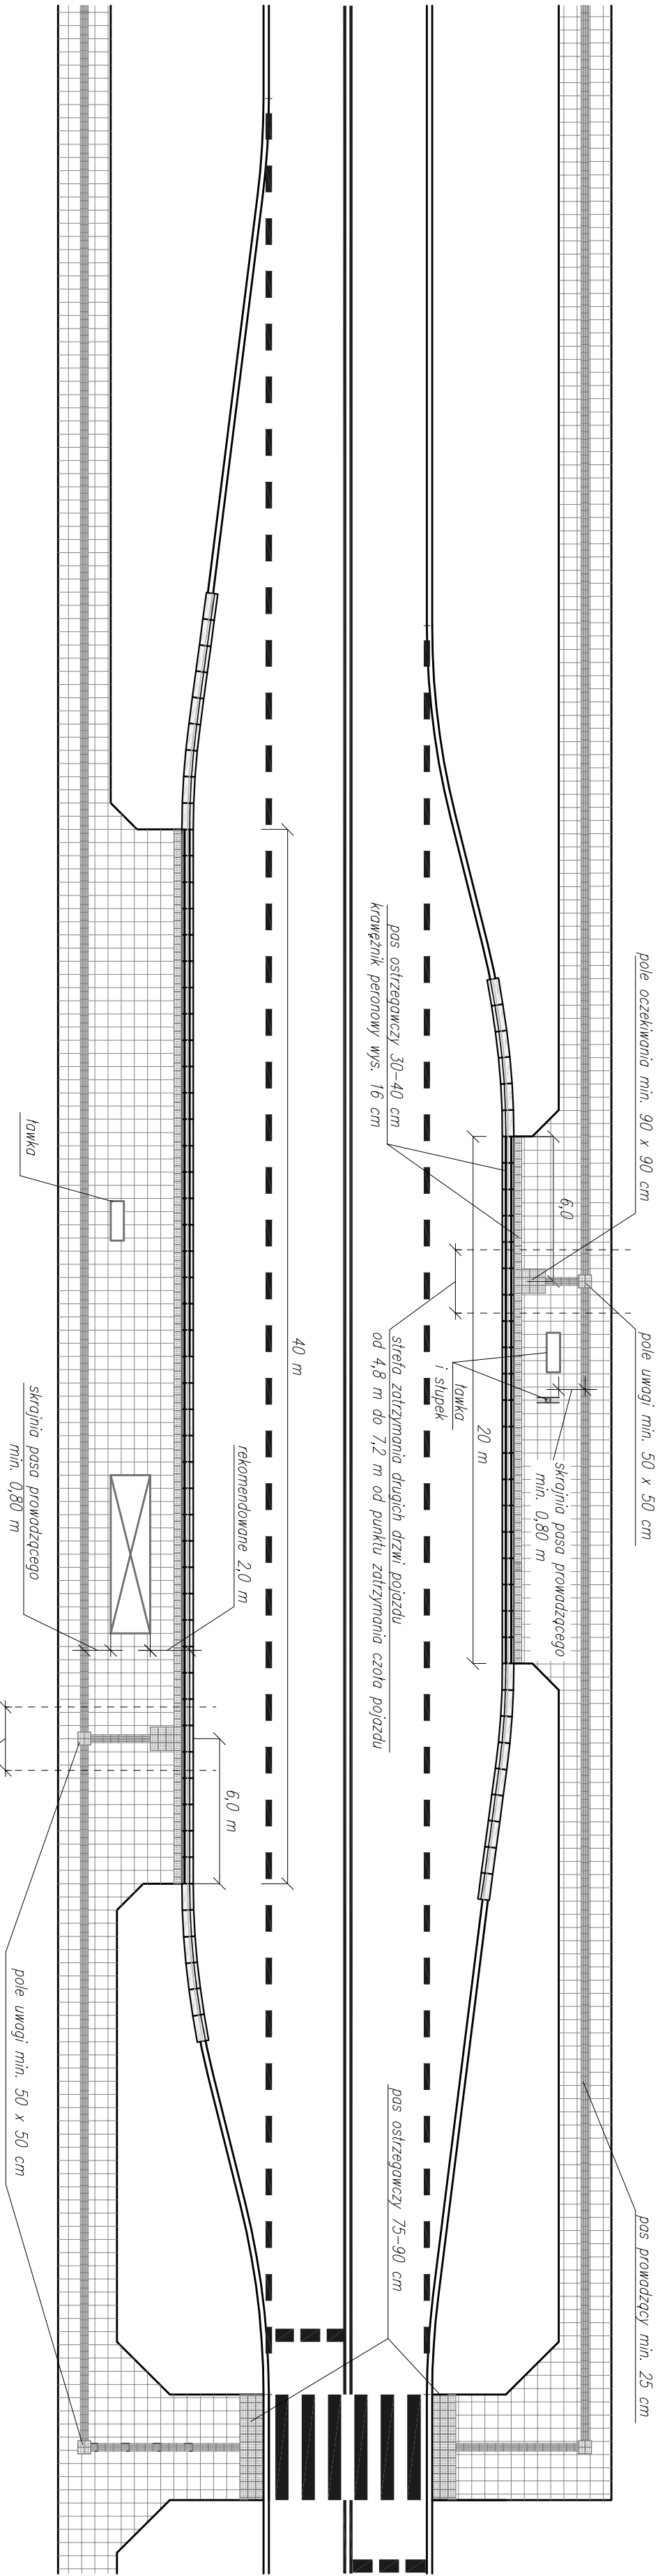 pole oczekiwania min. 90 x 90 cm
pole uwagi min. 50 x 50 cm
pas prowadzący min. 25 cm
6,0
skrajnia pasa prowadzącego
min. 0,80 m
20 m
ławka
i słupek
strefa zatrzymania drugich drzwi pojazdu
od 4,8 m do 7,2 m od punktu zatrzymania czoła pojazdu
pas ostrzegawczy 30-40 cm
krawężnik peronowy wys. 16 cm
pas ostrzegawczy 75-90 cm
40 m
rekomendowane 2,0 m
6,0 m
ławka
skrajnia pasa prowadzącego
min. 0,80 m
pole uwagi min. 50 x 50 cm